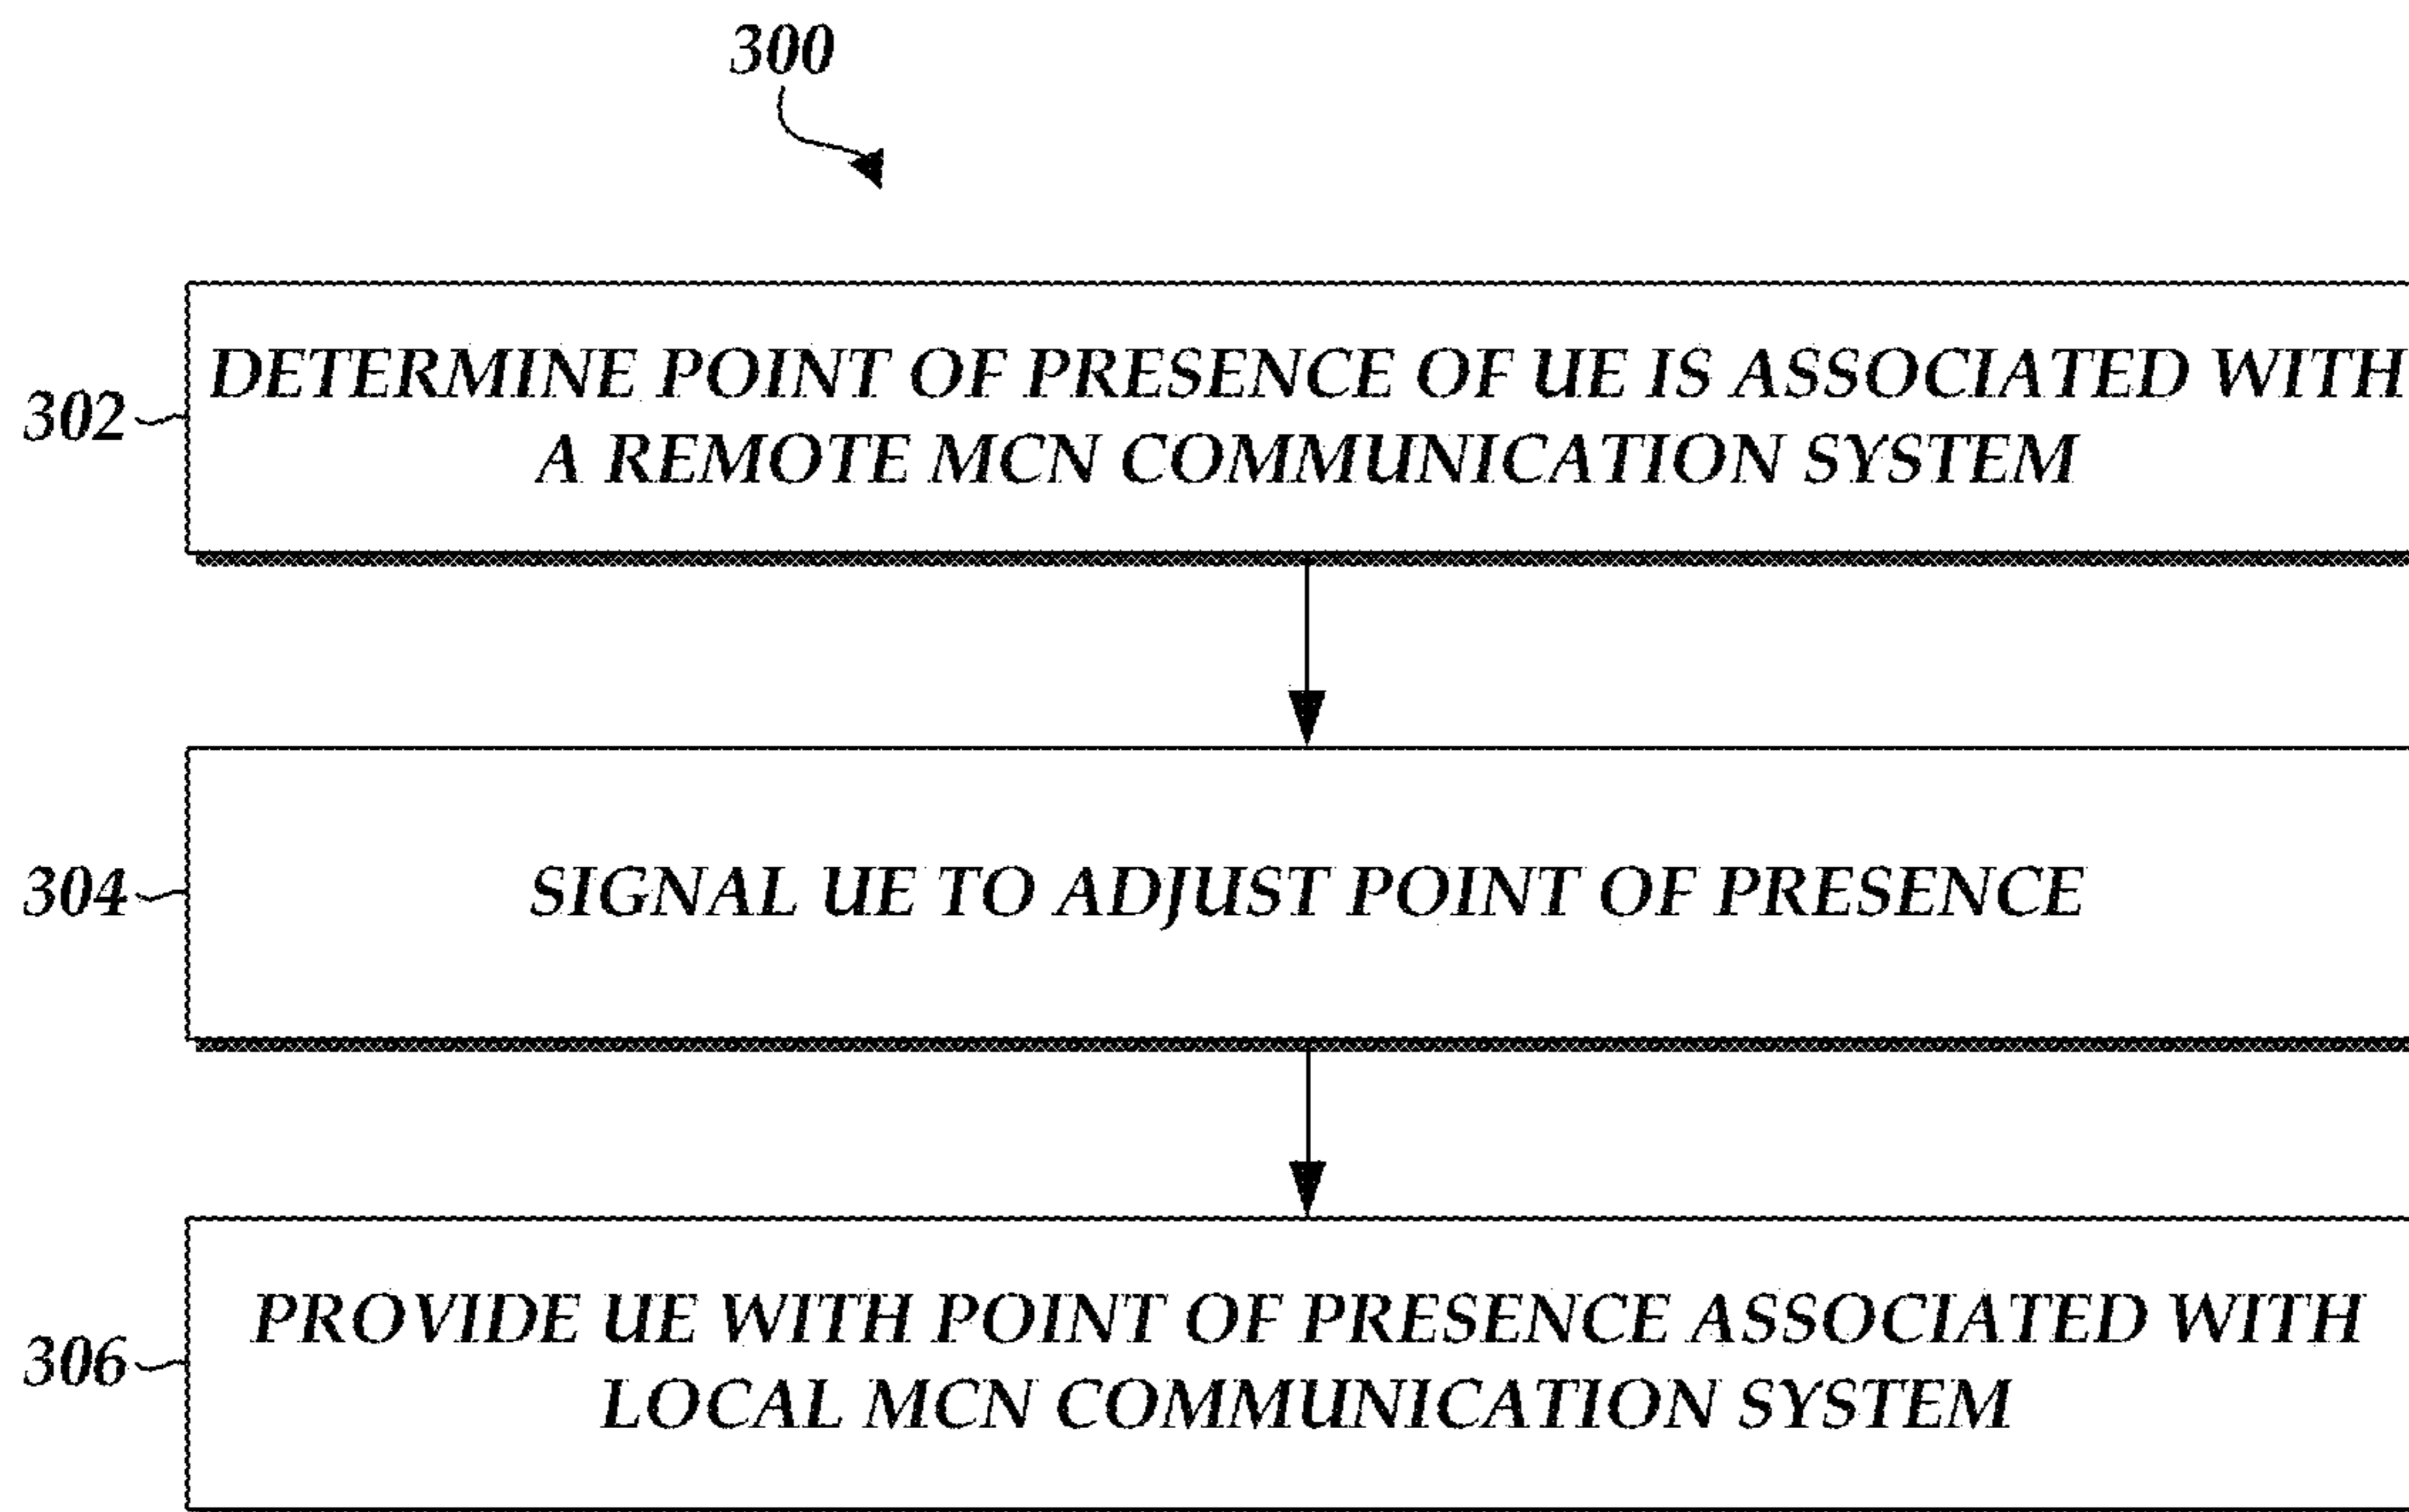 300
302
DETERMINE POINT OF PRESENCE OF UE IS ASSOCIATED WITH
A REMOTE MCN COMMUNICATION SYSTEM
304
SIGNAL UE TO ADJUST POINT OF PRESENCE
306
PROVIDE UE WITH POINT OF PRESENCE ASSOCIATED WITH
LOCAL MCN COMMUNICATION SYSTEM